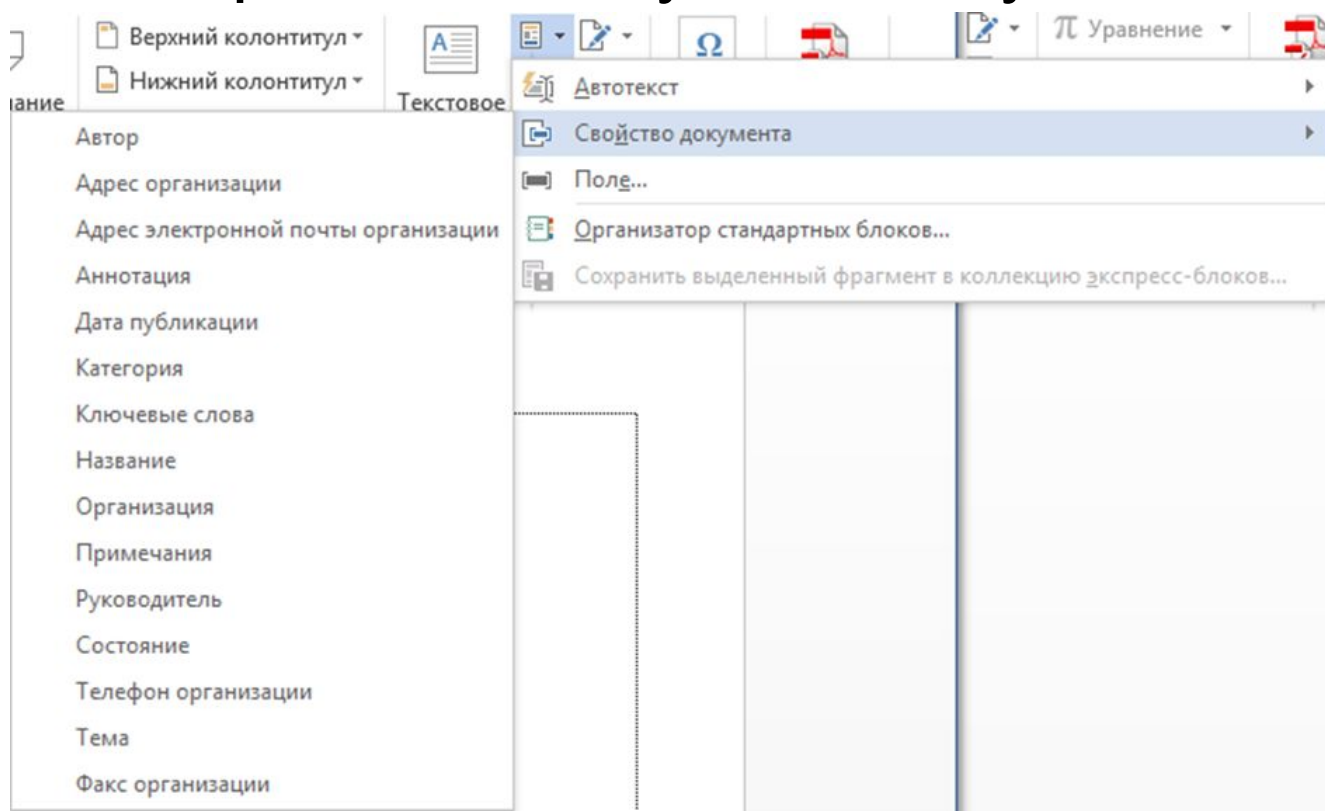 Верхний колонтитул
Нижний колонтитул
Текстовое
Уравнение
Автотекст
Свойство документа
Поле...
Организатор стандартных блоков...
Сохранить выделенный фрагмент в коллекцию экспресс-блоков...
Автор
Адрес организации
Адрес электронной почты организации
Аннотация
Дата публикации
Категория
Ключевые слова
Название
Организация
Примечания
Руководитель
Состояние
Телефон организации
Тема
Факс организации